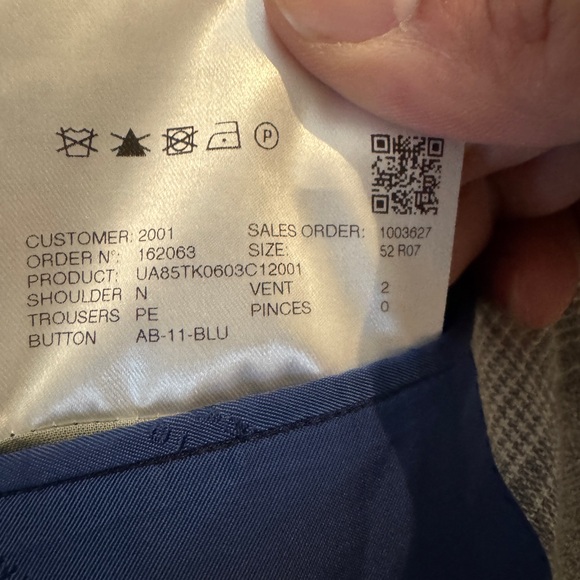 P
CUSTOMER: 2001 SALES ORDER: 1003627
ORDER N°: 162063 SIZE: 52 R07
PRODUCT: UA85TK0603C12001
SHOULDER N VENT 2
TROUSERS PE PINCES 0
BUTTON AB-11-BLU